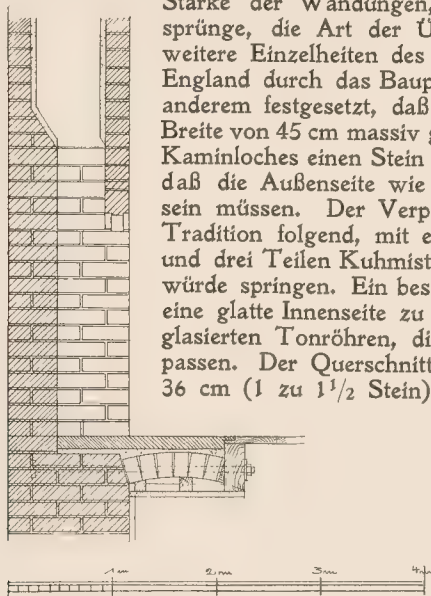 Stärke der Wandungen,
sprünge, die Art der Ü
weitere Einzelheiten des
England durch das Baup
anderem festgesetzt, daß
Breite von 45 cm massiv g
Kaminloches einen Stein
daß die Außenseite wie
sein müssen. Der Verp
Tradition folgend, mit e
und drei Teilen Kuhmist
würde springen. Ein bes
eine glatte Innenseite zu
glasierten Tonröhren, di
passen. Der Querschnitt
36 cm (1 zu 1½ Stein)
1m 2m 3m 4m